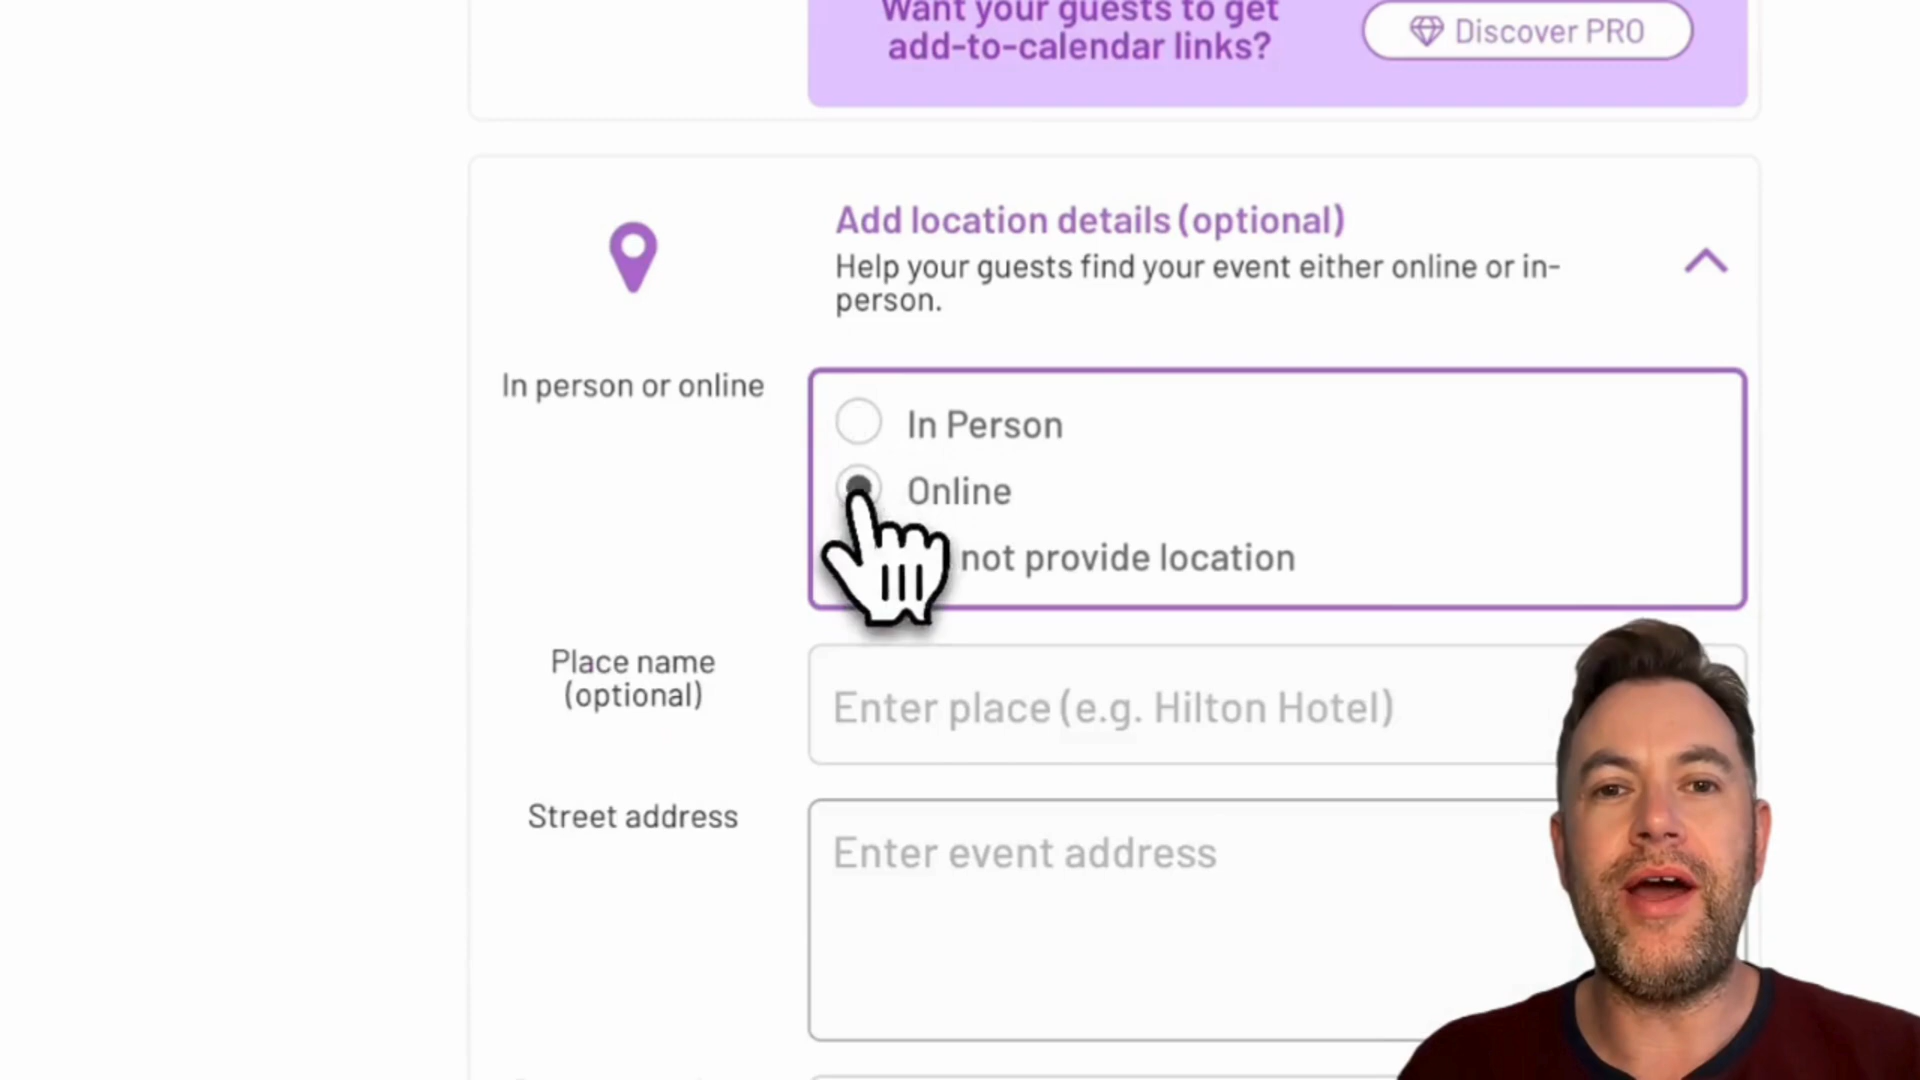 Want your guests to get
add-to-calendar links?
Discover PRO
Add location details (optional)
Help your guests find your event either online or in-
person.
In person or online
In Person
Online
not provide location
Place name
(optional)
Enter place (e.g. Hilton Hotel)
Street address
Enter event address